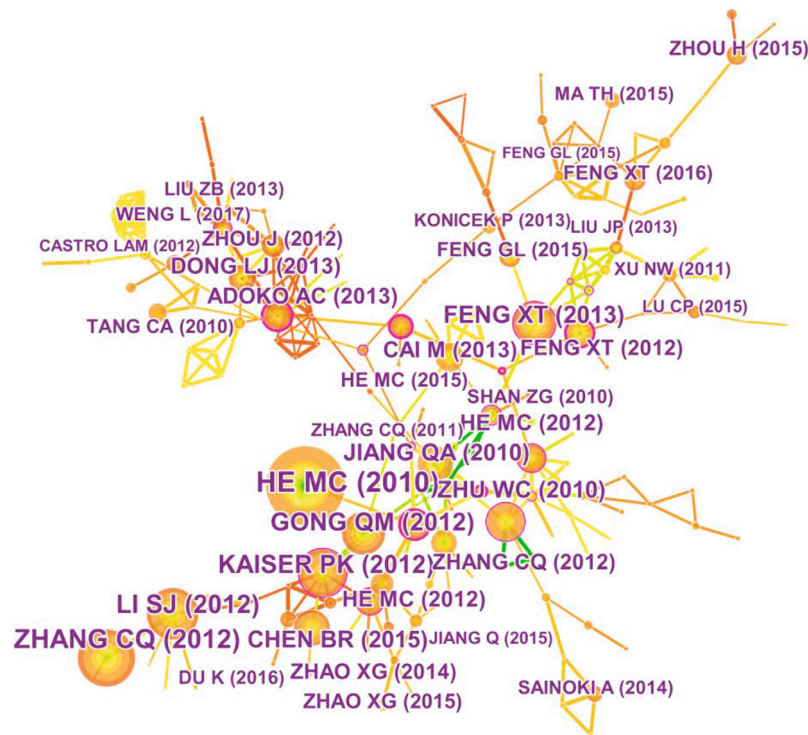 ZHOU H (2015)
MA TH (2015)
FENG GL (2015)
FENG XT (2016)
LIU ZB (2013)
WENG L (2017)
KONICEK P (2013)
LIU JP (2013)
ZHOU J (2012)
CASTRO LAM (2012)
FENG GL (2015)
DONG LJ (2013)
XU NW (2011)
ADOKO AC (2013)
LU CP (2015)
FENG XT (2013)
TANG CA (2010)
CAI M (2013)
FENG XT (2012)
HE MC (2015)
SHAN ZG (2010)
HE MC (2012)
ZHANG CQ (2011)
JIANG QA (2010)
HE MC (2010)
ZHU WC (2010)
GONG QM (2012)
KAISER PK (2012)
ZHANG CQ (2012)
LI SJ (2012)
HE MC (2012)
ZHANG CQ (2012)
CHEN BR (2015)
JIANG Q (2015)
DU K (2016)
ZHAO XG (2014)
SAINOKI A (2014)
ZHAO XG (2015)